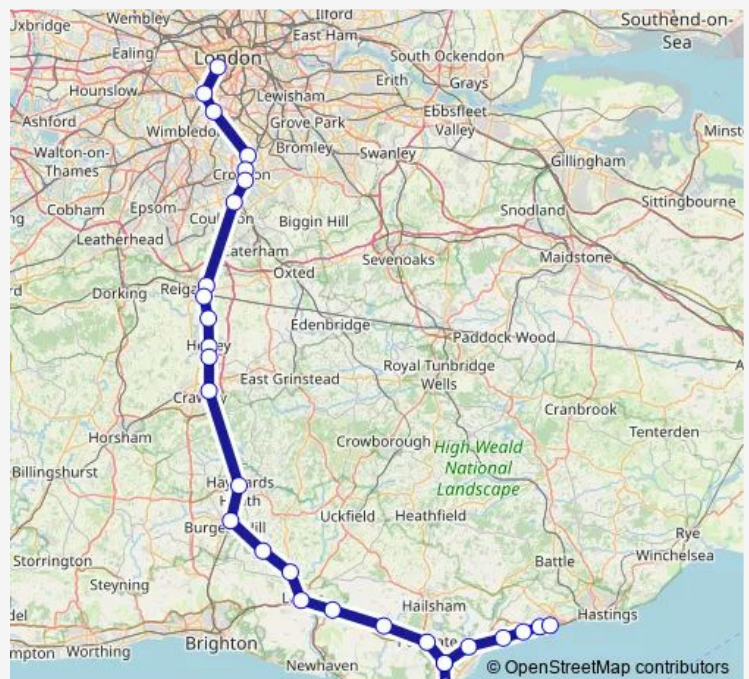 Wembley
Ilford
Southend-on-
Sea
Uxbridge
East Ham
Ealing
London
South Ockendon
Hounslow
Erith
Grays
Lewisham
Ashford
Grove Park
Ebbsfleet
Valley
Bromley
Swanley
Gillingham
Walton-on-
Thames
Cobham
Epsom
Biggin Hill
Snodland
Sittingbourne
Leatherhead
Oxted
Sevenoaks
Maidstone
Dorking
Edenbridge
Paddock Wood
East Grinstead
Royal Tunbridge
Wells
Cranbrook
Horsham
Crowborough
High Weald
National
Landscape
Tenterden
Billingshurst
Uckfield
Heathfield
Rye
Winchelsea
Storrington
Battle
Steyning
Hailsham
Hastings
Worthing
Brighton
Newhaven
© OpenStreetMap contributors